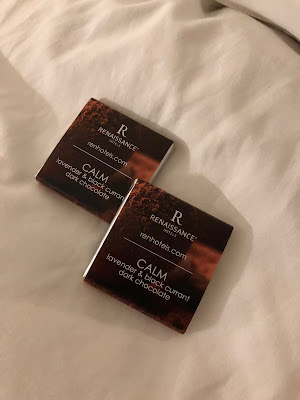 R
RENAISSANCE®
HOTELS
renhotels.com
CALM
lavender & black currant
dark chocolate
R
RENAISSANCE®
HOTELS
renhotels.com
CALM
lavender & black currant
dark chocolate